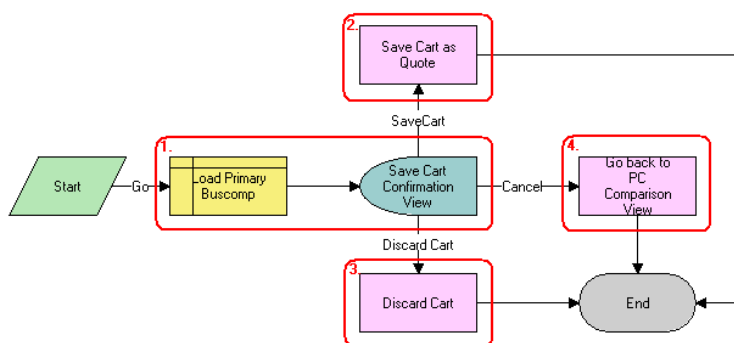 2.
Save Cart as
Quote
SaveCart
1.
4.
Start
Go
Load Primary
Buscomp
Save Cart
Confirmation
View
Cancel
Go back to
PC
Comparison
View
Discard Cart
3.
Discard Cart
End